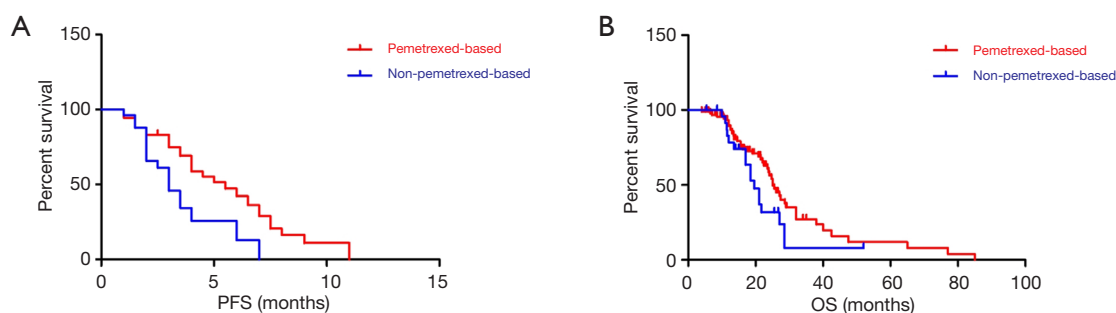 A
150
100
50
0
Percent survival
Pemetrexed-based
Non-pemetrexed-based
0 5 10 15
PFS (months)
B
150
100
50
0
Percent survival
Pemetrexed-based
Non-pemetrexed-based
0 20 40 60 80 100
OS (months)